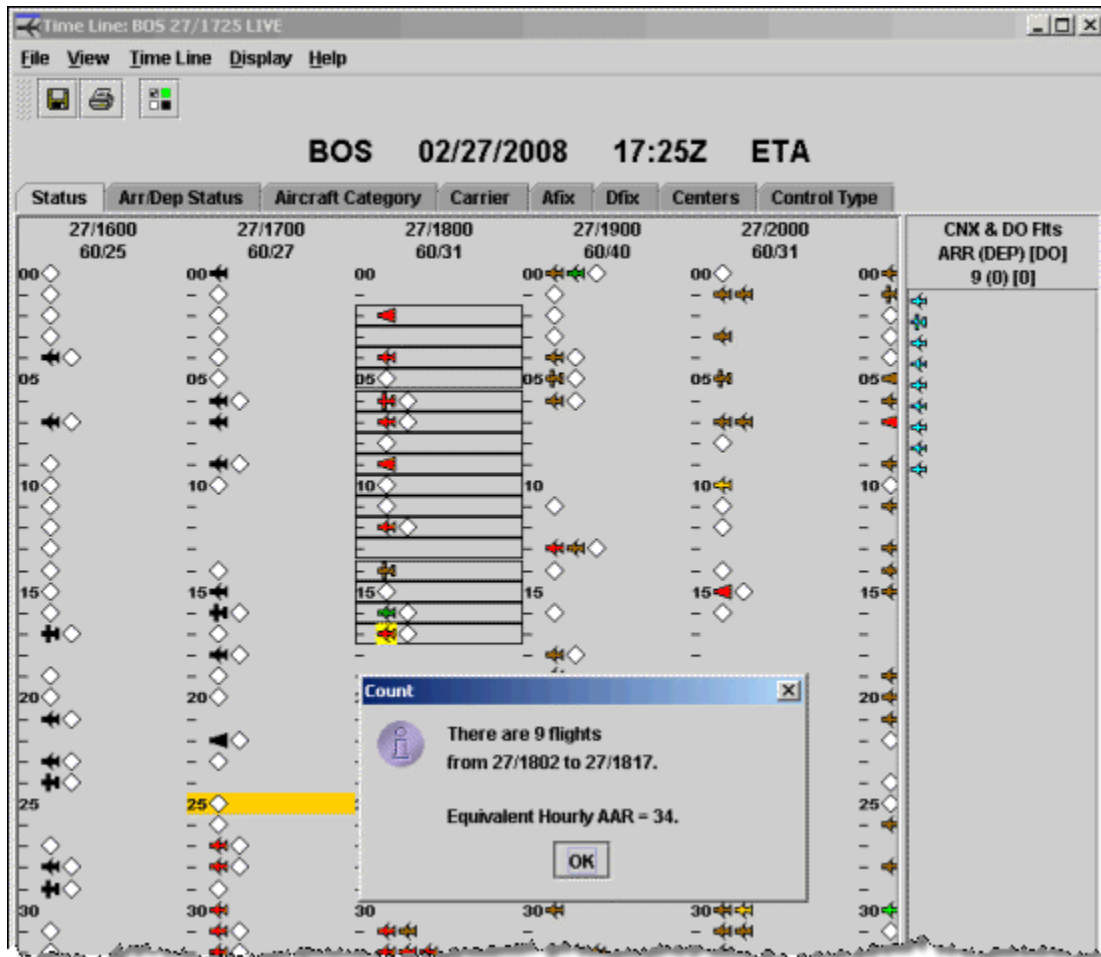 Time Line: BOS 27/1725 LIVE
File View Time Line Display Help
BOS 02/27/2008 17:25Z ETA
Status Arr/Dep Status Aircraft Category Carrier Afix Dfix Centers Control Type
27/1600 27/1700 27/1800 27/1900 27/2000 CNX & DO Flts
60/25 60/27 60/31 60/40 60/31 ARR (DEP) [DO]
9 (0) [0]
00 00 00 00 00 00
05 05 05 05 05 05
10 10 10 10 10 10
15 15 15 15 15 15
20 20 20
Count
There are 9 flights
from 27/1802 to 27/1817.
25 25 25
Equivalent Hourly AAR = 34.
OK
30 30 30 30 30 30